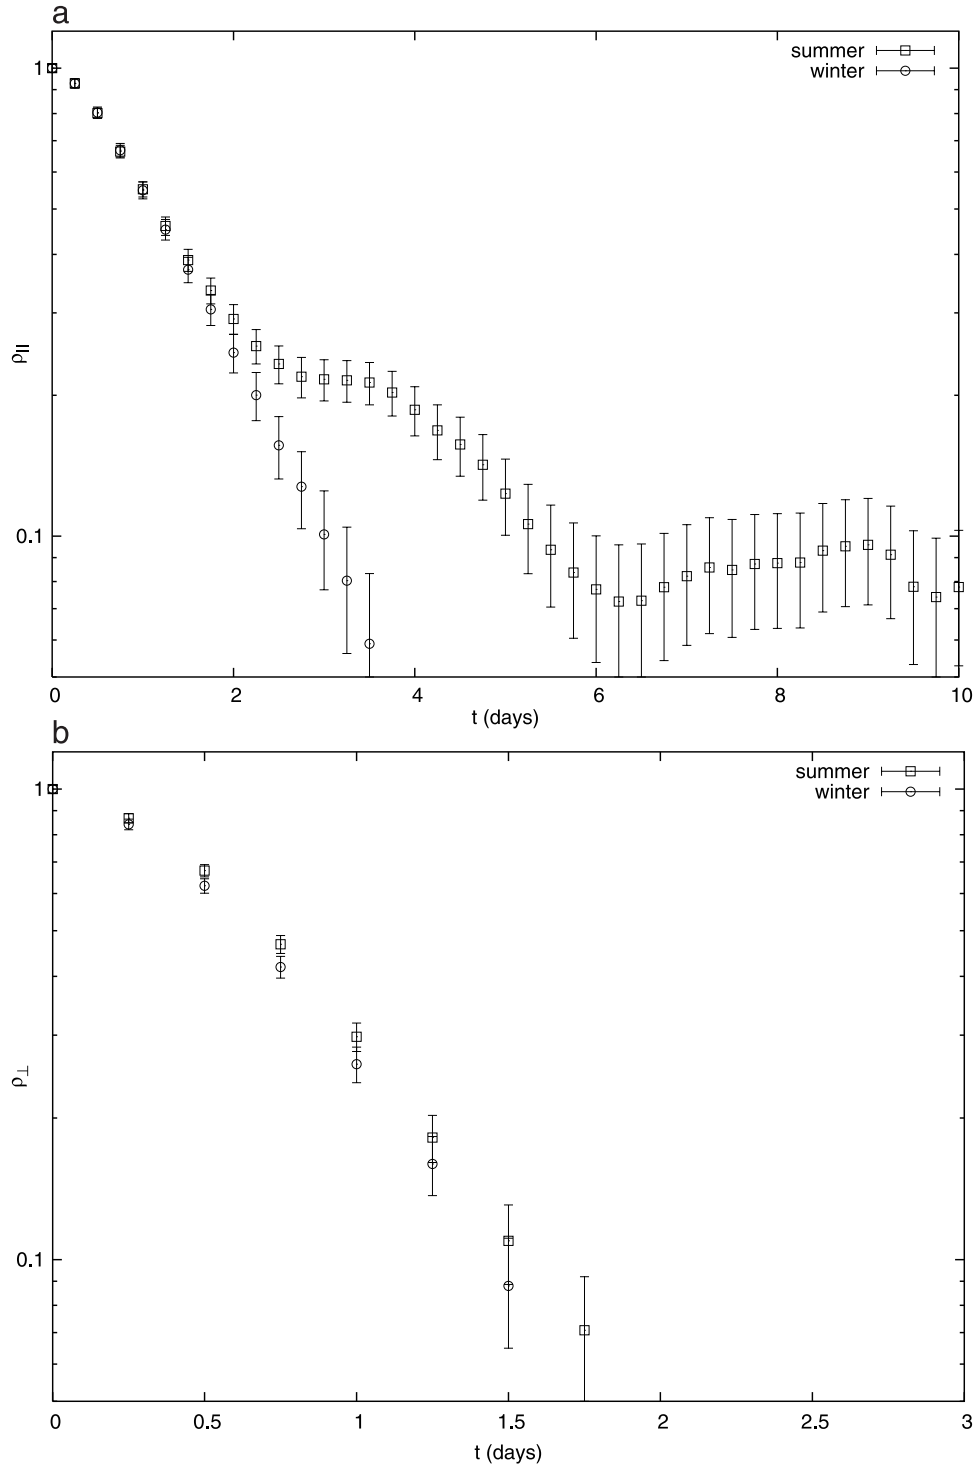 a
summer
winter
1
ρ||
0.1
0 2 4 6 8 10
t (days)
b
summer
winter
1
ρ⊥
0.1
0 0.5 1 1.5 2 2.5 3
t (days)